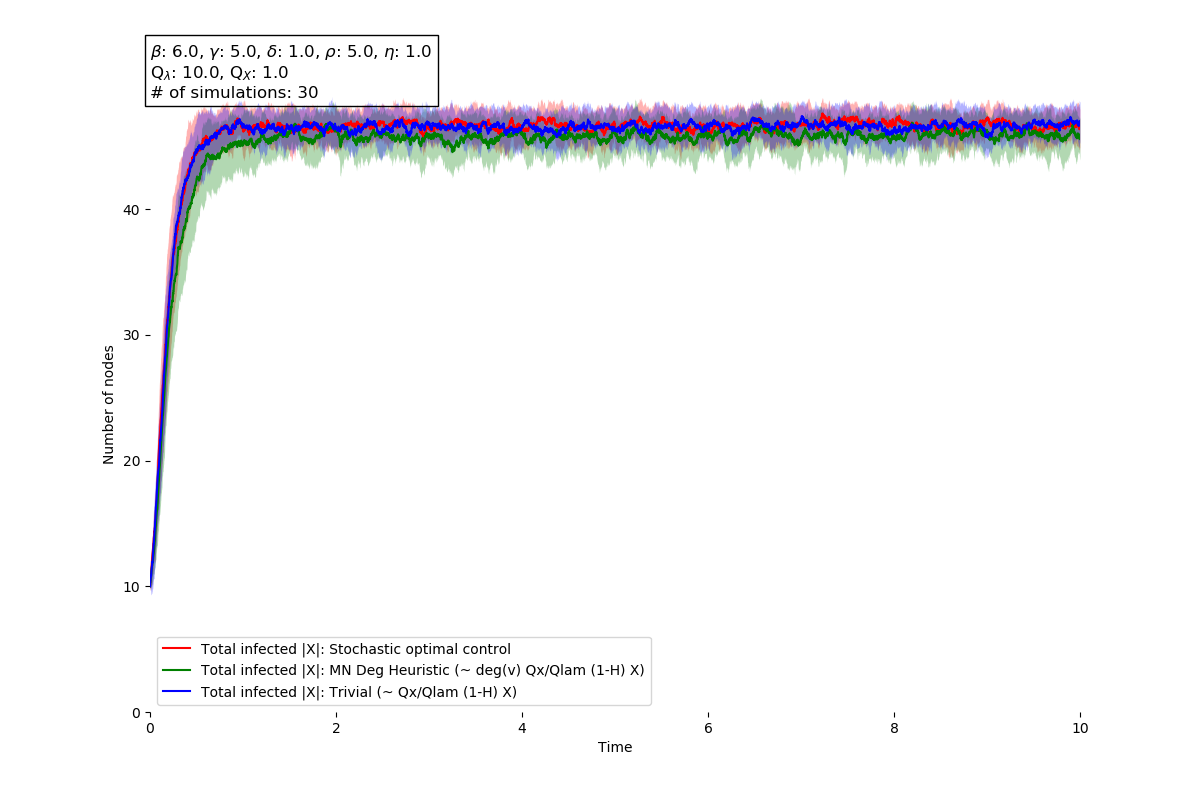 β: 6.0, γ: 5.0, δ: 1.0, ρ: 5.0, η: 1.0
Qλ: 10.0, QX: 1.0
# of simulations: 30
40
30
20
10
0
Number of nodes
Total infected |X|: Stochastic optimal control
Total infected |X|: MN Deg Heuristic (~ deg(v) Qx/Qlam (1-H) X)
Total infected |X|: Trivial (~ Qx/Qlam (1-H) X)
0 2 4 6 8 10
Time